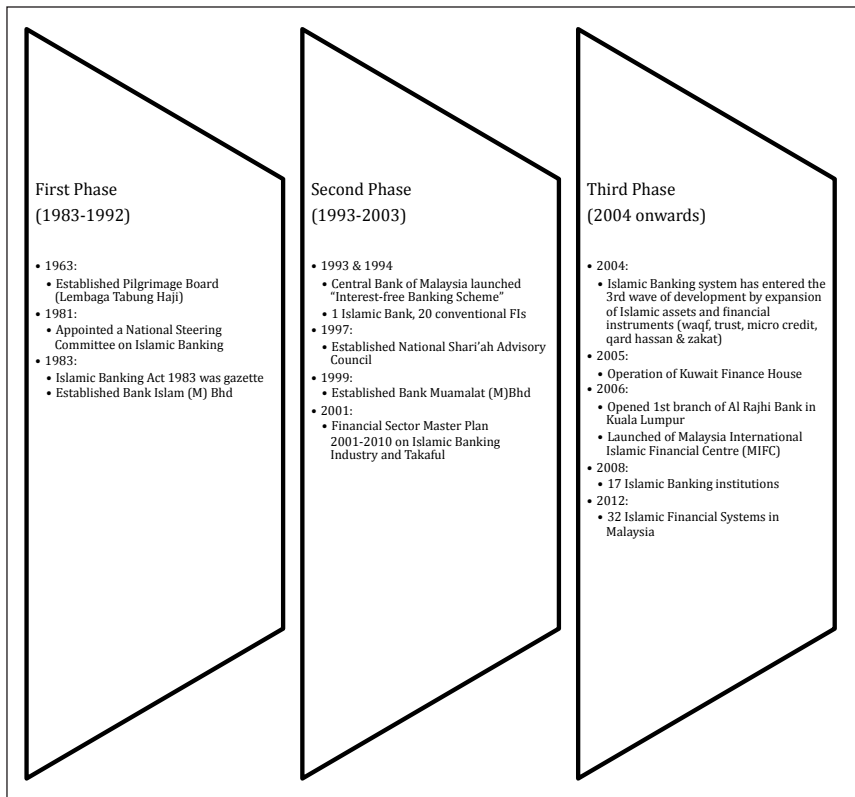 First Phase
(1983-1992)
• 1963:
• Established Pilgrimage Board
(Lembaga Tabung Haji)
• 1981:
• Appointed a National Steering
Committee on Islamic Banking
• 1983:
• Islamic Banking Act 1983 was gazette
• Established Bank Islam (M) Bhd
Second Phase
(1993-2003)
• 1993 & 1994
• Central Bank of Malaysia launched
“Interest-free Banking Scheme”
• 1 Islamic Bank, 20 conventional FIs
• 1997:
• Established National Shari’ah Advisory
Council
• 1999:
• Established Bank Muamalat (M)Bhd
• 2001:
• Financial Sector Master Plan
2001-2010 on Islamic Banking
Industry and Takaful
Third Phase
(2004 onwards)
• 2004:
• Islamic Banking system has entered the
3rd wave of development by expansion
of Islamic assets and financial
instruments (waqf, trust, micro credit,
qard hassan & zakat)
• 2005:
• Operation of Kuwait Finance House
• 2006:
• Opened 1st branch of Al Rajhi Bank in
Kuala Lumpur
• Launched of Malaysia International
Islamic Financial Centre (MIFC)
• 2008:
• 17 Islamic Banking institutions
• 2012:
• 32 Islamic Financial Systems in
Malaysia